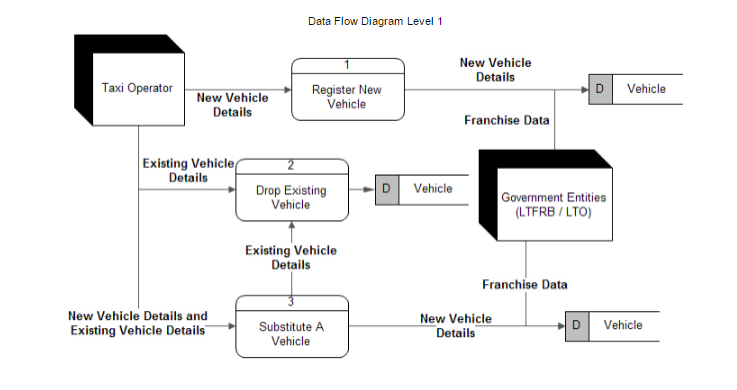 Data Flow Diagram Level 1
Taxi Operator
New Vehicle
Details
1
Register New
Vehicle
New Vehicle
Details
D
Vehicle
Franchise Data
Existing Vehicle
Details
2
Drop Existing
Vehicle
D
Vehicle
Government Entities
(LTFRB / LTO)
Existing Vehicle
Details
Franchise Data
New Vehicle Details and
Existing Vehicle Details
3
Substitute A
Vehicle
New Vehicle
Details
D
Vehicle